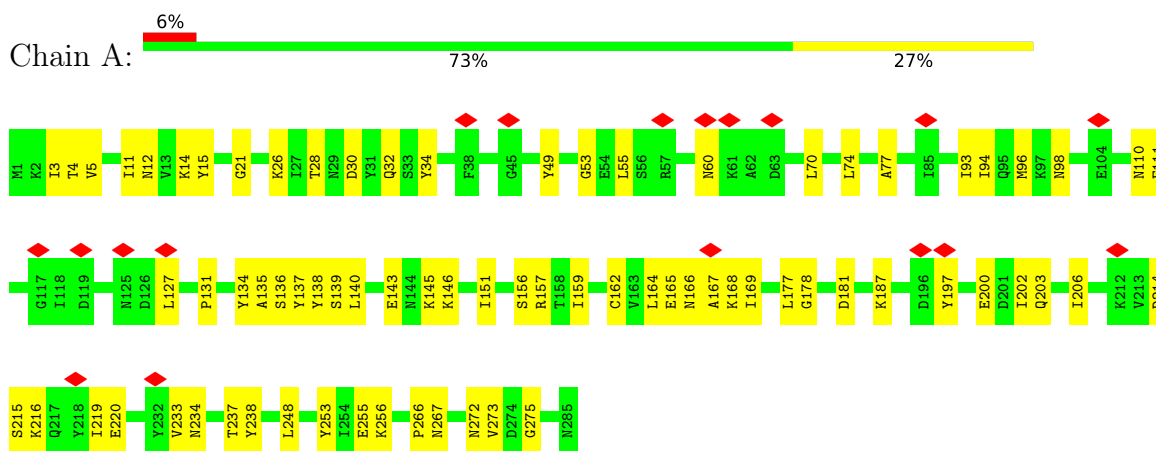 6%
Chain A:
73% 27%
M1 K2 I3 T4 V5 I11 N12 V13 K14 Y15 G21 K26 I27 T28 N29 D30 Y31 Q32 S33 Y34 F38 G45 Y49 G53 E54 L55 S56 R57 N60 K61 A62 D63 L70 L74 A77 I85 I93 I94 Q95 M96 K97 N98 E104 N110
G117 I118 D119 N125 D126 L127 P131 Y134 A135 S136 Y137 Y138 S139 L140 E143 N144 K145 K146 I151 S156 R157 T158 I159 C162 V163 L164 E165 N166 A167 K168 I169 L177 G178 D181 K187 D196 Y197 E200 D201 I202 Q203 I206 K212 V213
S215 K216 Q217 Y218 I219 E220 Y232 V233 N234 T237 Y238 L248 Y253 I254 E255 K256 P266 N267 N272 V273 D274 G275 N285